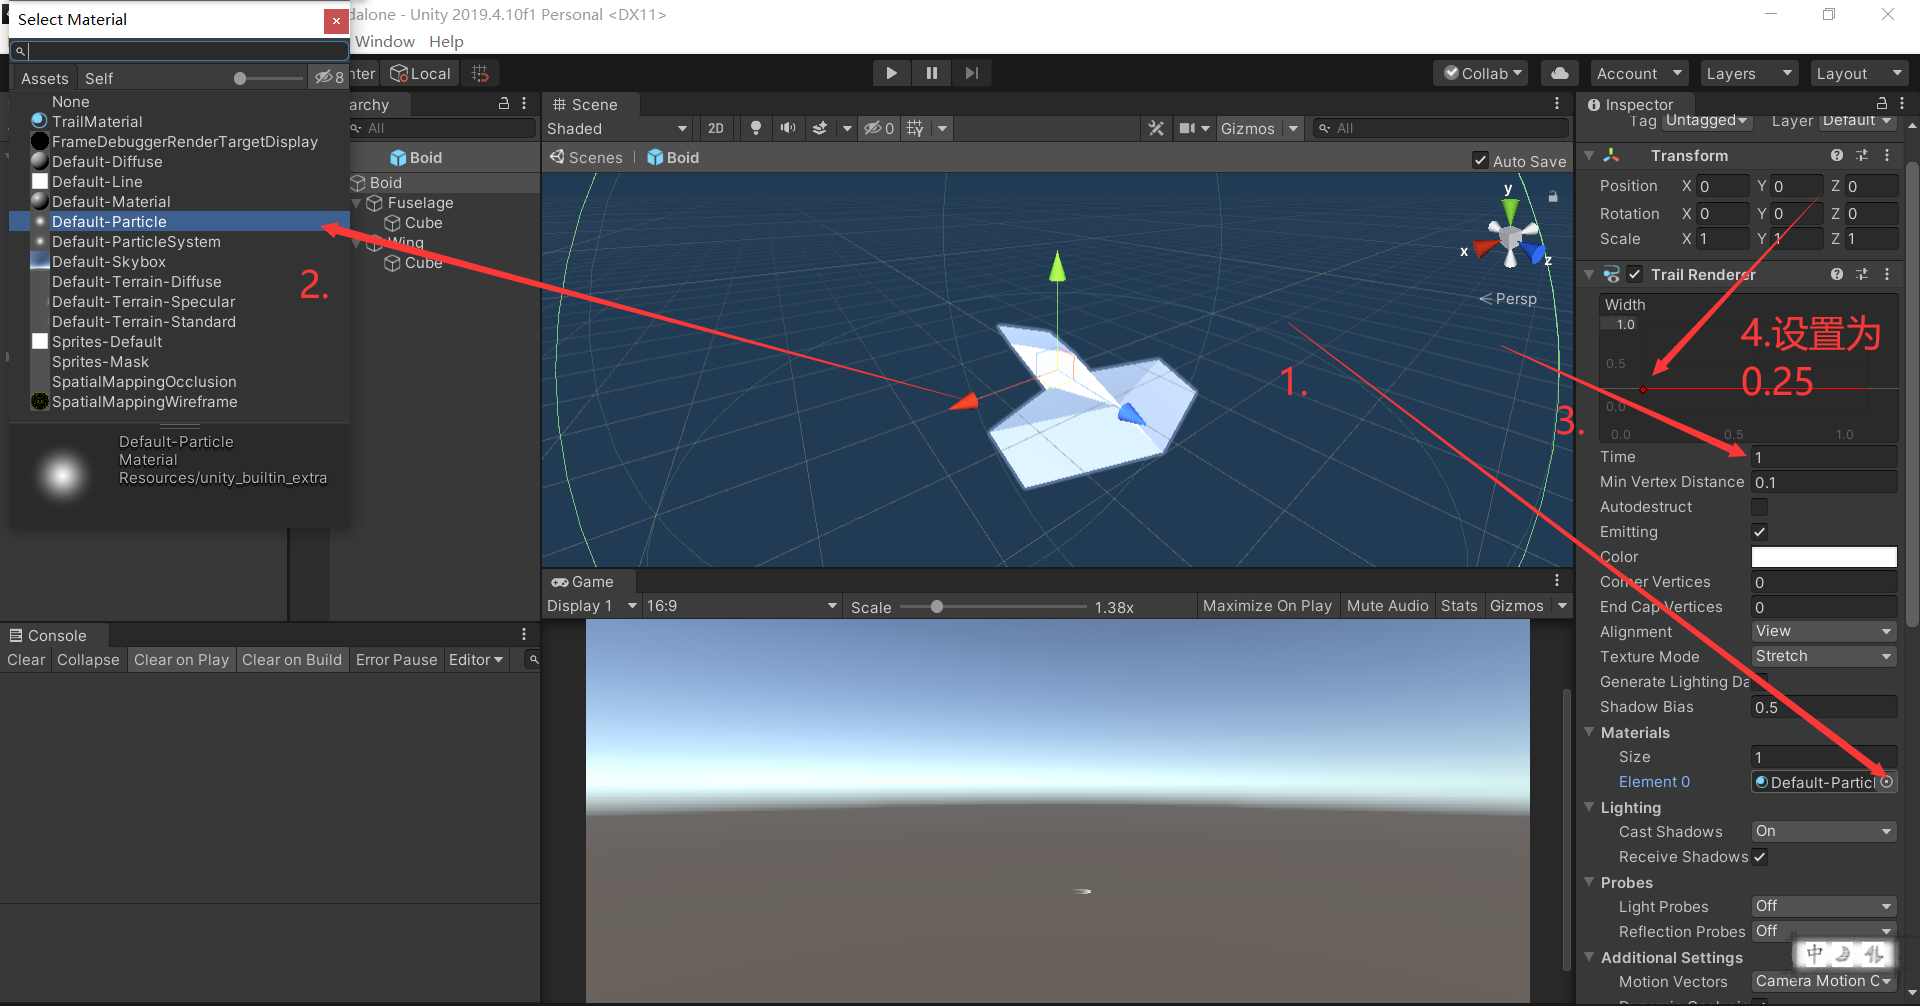 Select Material
dalone - Unity 2019.4.10f1 Personal <DX11>
Window Help
Assets Self 8
nter Local
Collab Account Layers Layout
None
TrailMaterial
FrameDebuggerRenderTargetDisplay
Default-Diffuse
Default-Line
Default-Material
Default-Particle
Default-ParticleSystem
Default-Skybox
Default-Terrain-Diffuse
Default-Terrain-Specular
Default-Terrain-Standard
Sprites-Default
Sprites-Mask
SpatialMappingOcclusion
SpatialMappingWireframe
Default-Particle
Material
Resources/unity_builtin_extra
2.
archy
All
Boid
Boid
Fuselage
Cube
Wing
Cube
Scene
Shaded 2D 0 Gizmos All
Scenes Boid Auto Save
y
x
z
Persp
1.
3.
Game
Display 1 16:9 Scale 1.38x Maximize On Play Mute Audio Stats Gizmos
Console
Clear Collapse Clear on Play Clear on Build Error Pause Editor
Inspector
Tag Untagged Layer Default
Transform
Position X 0 Y 0 Z 0
Rotation X 0 Y 0 Z 0
Scale X 1 Y 1 Z 1
Trail Renderer
Width
1.0
0.5
0.0
0.0 0.5 1.0
4.设置为
0.25
Time 1
Min Vertex Distance 0.1
Autodestruct
Emitting
Color
Corner Vertices 0
End Cap Vertices 0
Alignment View
Texture Mode Stretch
Generate Lighting Da
Shadow Bias 0.5
Materials
Size 1
Element 0 Default-Particl
Lighting
Cast Shadows On
Receive Shadows
Probes
Light Probes Off
Reflection Probes Off
Additional Settings
Motion Vectors Camera Motion O
中